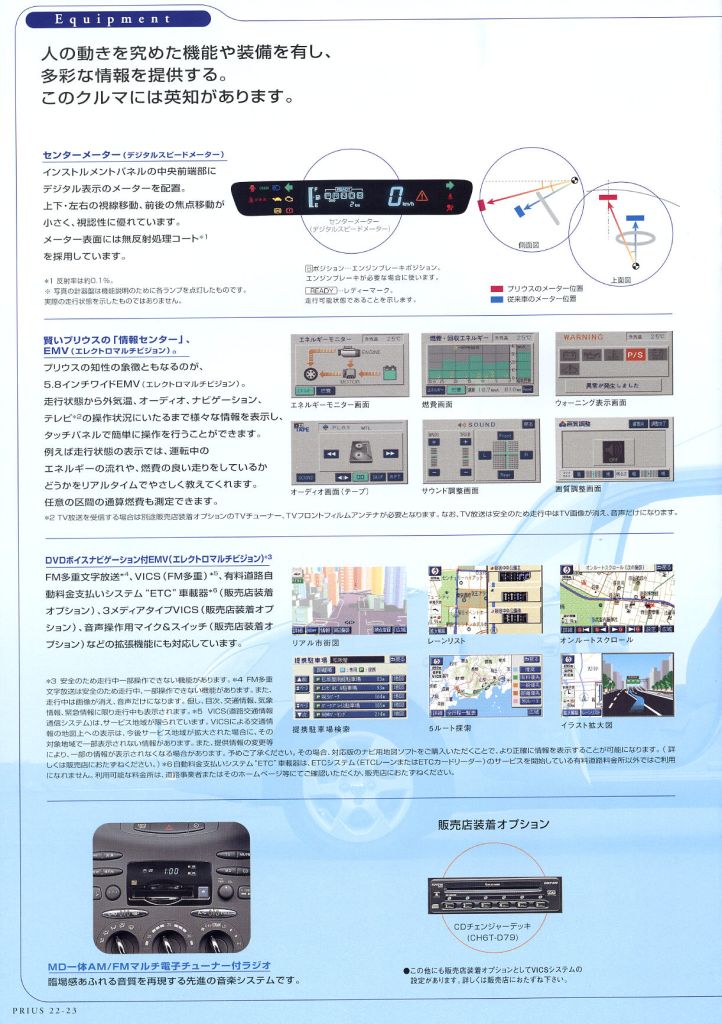 Equipment
人の動きを究めた機能や装備を有し、
多彩な情報を提供する。
このクルマには英知があります。
センターメーター(デジタルスピードメーター)
インストルメントパネルの中央前端部に
デジタル表示のメーターを配置。
上下・左右の視線移動、前後の焦点移動が
小さく、視認性に優れています。
メーター表面には無反射処理コート*1
を採用しています。
*1 反射率は約0.1%。
※ 写真の計器盤は機能説明のために各ランプを点灯したものです。
実際の走行状態を示したものではありません。
READY
0
km/h
センターメーター
(デジタルスピードメーター)
Bポジション…エンジンブレーキポジション。
エンジンブレーキが必要な場合に使います。
READY …レディーマーク。
走行可能状態であることを示します。
側面図
上面図
プリウスのメーター位置
従来車のメーター位置
賢いプリウスの「情報センター」、
EMV(エレクトロマルチビジョン)。
プリウスの知性の象徴ともなるのが、
5.8インチワイドEMV(エレクトロマルチビジョン)。
走行状態から外気温、オーディオ、ナビゲーション、
テレビ*2の操作状況にいたるまで様々な情報を表示し、
タッチパネルで簡単に操作を行うことができます。
例えば走行状態の表示では、運転中の
エネルギーの流れや、燃費の良い走りをしているか
どうかをリアルタイムでやさしく教えてくれます。
任意の区間の通算燃費も測定できます。
エネルギーモニター
外気温 25℃
ENGINE
MOTOR
エネルギーモニター画面
燃費・回収エネルギー
外気温 25℃
燃費画面
WARNING
外気温 25℃
P/S
異常が発生しました
ウォーニング表示画面
TAPE
PLAY MTL
オーディオ画面(テープ)
SOUND
Front
L
R
Rear
サウンド調整画面
画質調整
OFF
画質調整画面
*2 TV放送を受信する場合は別途販売店装着オプションのTVチューナー、TVフロントフィルムアンテナが必要となります。なお、TV放送は安全のため走行中はTV画像が消え、音声だけになります。
DVDボイスナビゲーション付EMV(エレクトロマルチビジョン)*3
FM多重文字放送*4、VICS(FM多重)*5、有料道路自
動料金支払いシステム“ETC”車載器*6(販売店装着
オプション)、3メディアタイプVICS(販売店装着オプ
ション)、音声操作用マイク&スイッチ(販売店装着オ
プション)などの拡張機能にも対応しています。
リアル市街図
レーンリスト
オンルートスクロール
提携駐車場
提携駐車場検索
5ルート探索
イラスト拡大図
*3 安全のため走行中一部操作できない機能があります。*4 FM多重
文字放送は安全のため走行中、一部操作できない機能があります。また、
走行中は画像が消え、音声だけになります。但し、目次、交通情報、気象
情報、緊急情報に限り走行中も表示されます。*5 VICS(道路交通情報
通信システム)は、サービス地域が限られています。VICSによる交通情
報の地図上への表示は、今後サービス地域が拡大された場合に、その
対象地域で一部表示されない情報があります。また、提供情報の変更等
により、一部の情報が表示されなくなる場合があります。予めご了承ください。その場合、対応版のナビ用地図ソフトをご購入いただくことで、より正確に情報を表示することが可能になります。(詳
しくは販売店におたずねください。)*6 自動料金支払いシステム“ETC”車載器は、ETCシステム(ETCレーンまたはETCカードリーダー)のサービスを開始している有料道路料金所以外ではご利用
になれません。利用可能な料金所は、道路事業者またはそのホームページ等にてご確認いただくか、販売店におたずねください。
1:00
MD一体AM/FMマルチ電子チューナー付ラジオ
臨場感あふれる音質を再現する先進の音楽システムです。
販売店装着オプション
CDチェンジャーデッキ
(CH6T-D79)
●この他にも販売店装着オプションとしてVICSシステムの
設定があります。詳しくは販売店におたずね下さい。
PRIUS 22-23